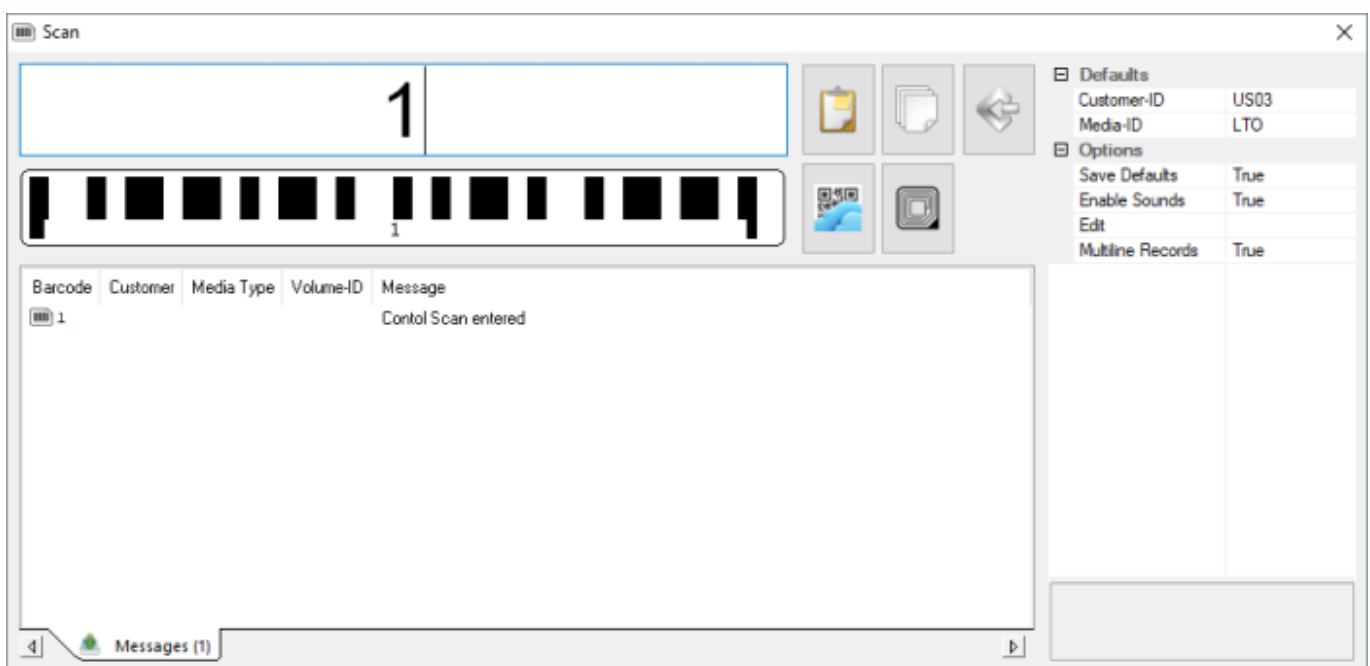 Scan
1
1
Barcode Customer Media Type Volume-ID Message
1 Contol Scan entered
Messages (1)
Defaults
Customer-ID US03
Media-ID LTO
Options
Save Defaults True
Enable Sounds True
Edit
Multiline Records True